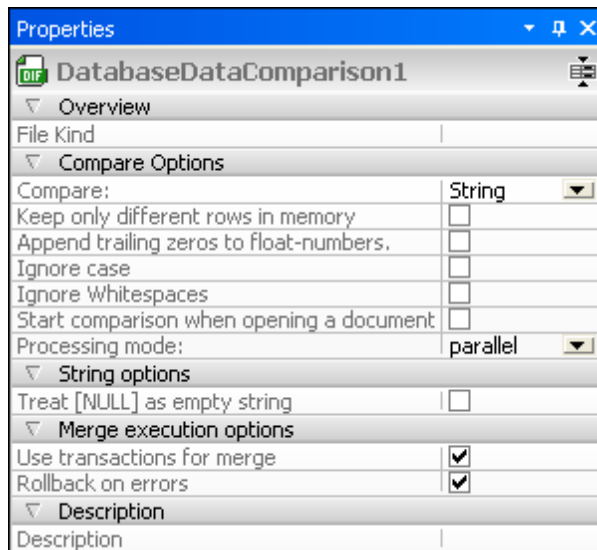 Properties
DIF DatabaseDataComparison1
Overview
File Kind
Compare Options
Compare: String
Keep only different rows in memory
Append trailing zeros to float-numbers.
Ignore case
Ignore Whitespaces
Start comparison when opening a document
Processing mode: parallel
String options
Treat [NULL] as empty string
Merge execution options
Use transactions for merge
Rollback on errors
Description
Description